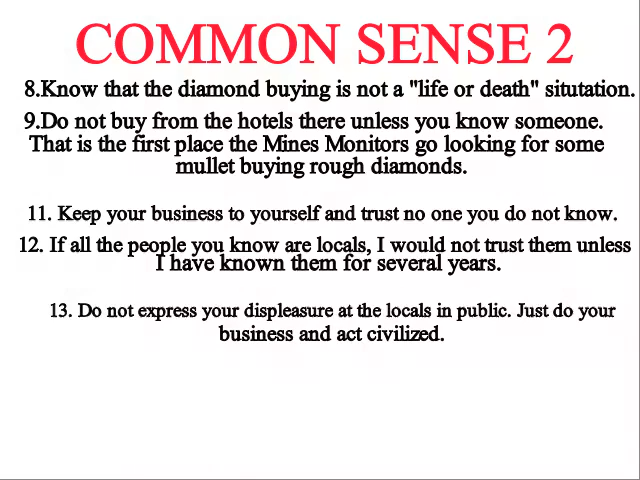 COMMON SENSE 2
8.Know that the diamond buying is not a "life or death" situtation.
9.Do not buy from the hotels there unless you know someone.
That is the first place the Mines Monitors go looking for some
mullet buying rough diamonds.
11. Keep your business to yourself and trust no one you do not know.
12. If all the people you know are locals, I would not trust them unless
I have known them for several years.
13. Do not express your displeasure at the locals in public. Just do your
business and act civilized.